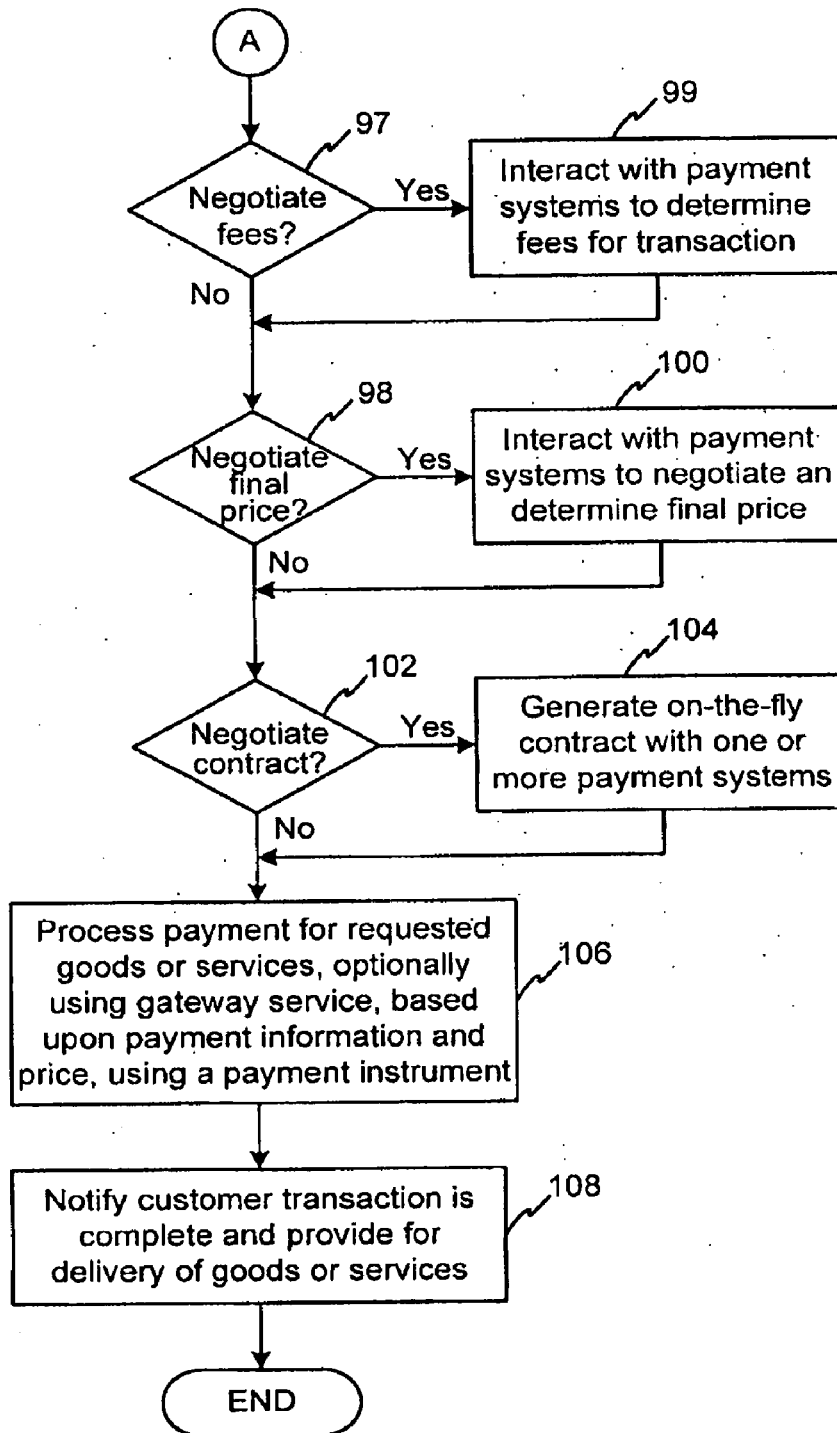 A
97
Negotiate
fees?
Yes
99
Interact with payment
systems to determine
fees for transaction
No
98
Negotiate
final
price?
Yes
100
Interact with payment
systems to negotiate an
determine final price
No
102
Negotiate
contract?
Yes
104
Generate on-the-fly
contract with one or
more payment systems
No
Process payment for requested
goods or services, optionally
using gateway service, based
upon payment information and
price, using a payment instrument
106
Notify customer transaction is
complete and provide for
delivery of goods or services
108
END